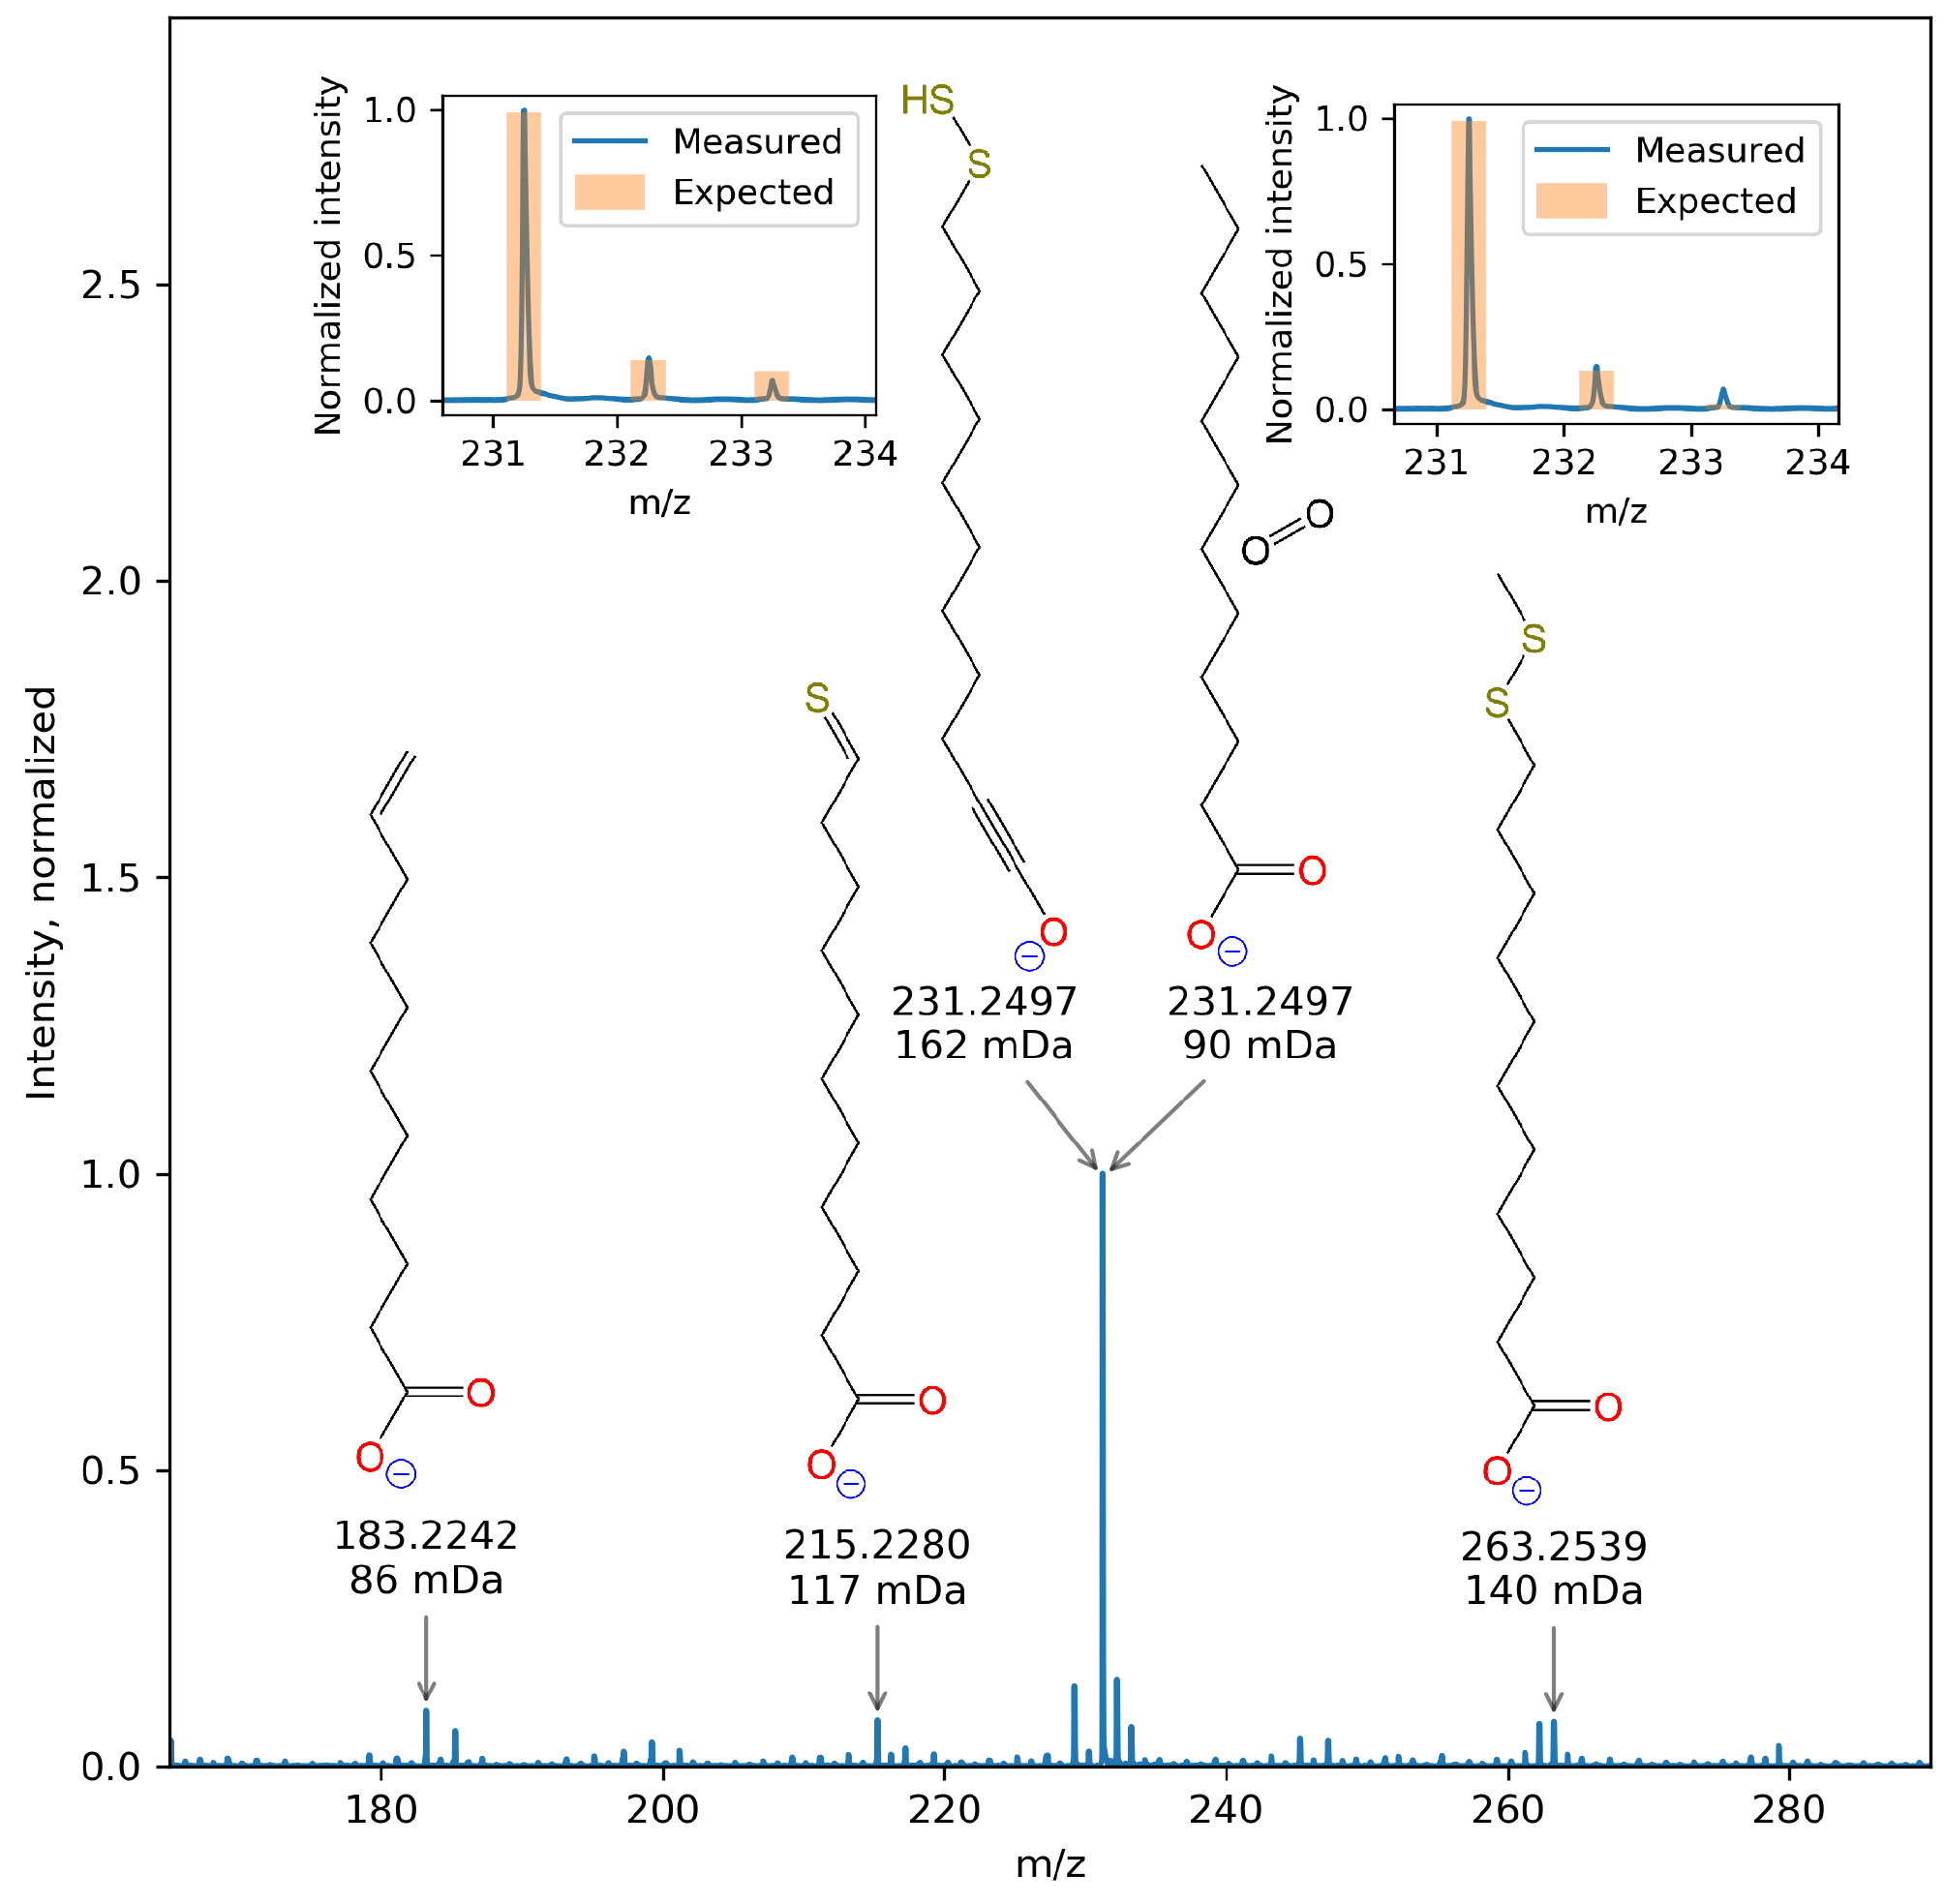 Intensity, normalized
2.5
2.0
1.5
1.0
0.5
0.0
180
200
220
240
260
280
m/z
Normalized intensity
1.0
0.5
0.0
231
232
233
234
m/z
Measured
Expected
Normalized intensity
1.0
0.5
0.0
231
232
233
234
m/z
Measured
Expected
HS
S
O
−
231.2497
162 mDa
O
O
O
O
−
231.2497
90 mDa
S
O
O
−
215.2280
117 mDa
O
O
−
183.2242
86 mDa
S
S
O
O
−
263.2539
140 mDa